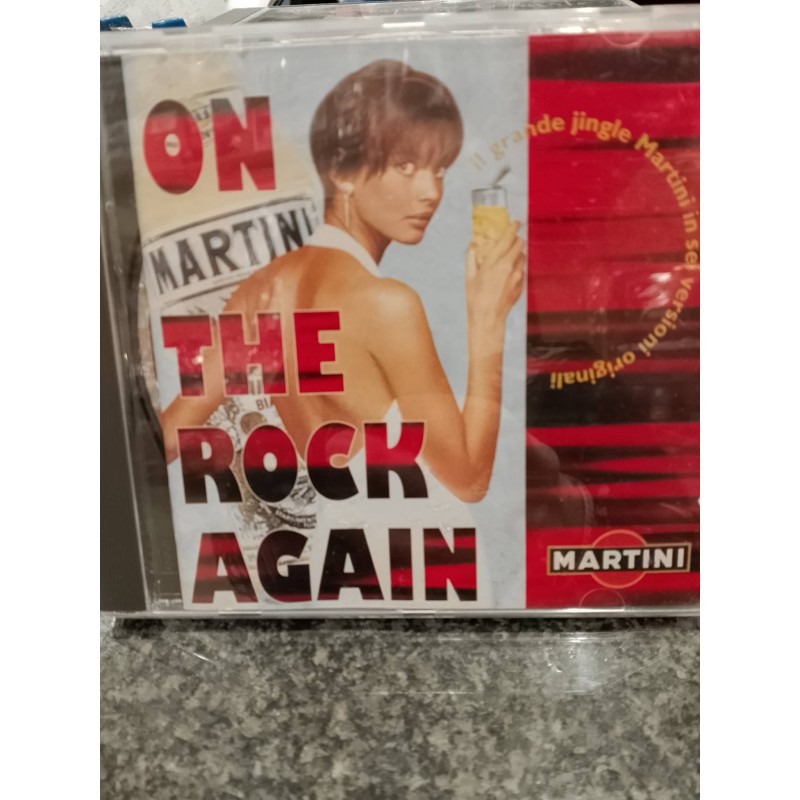 ON
MARTINI
THE
ROCK
AGAIN
il grande jingle Martini in sei versioni originali
MARTINI